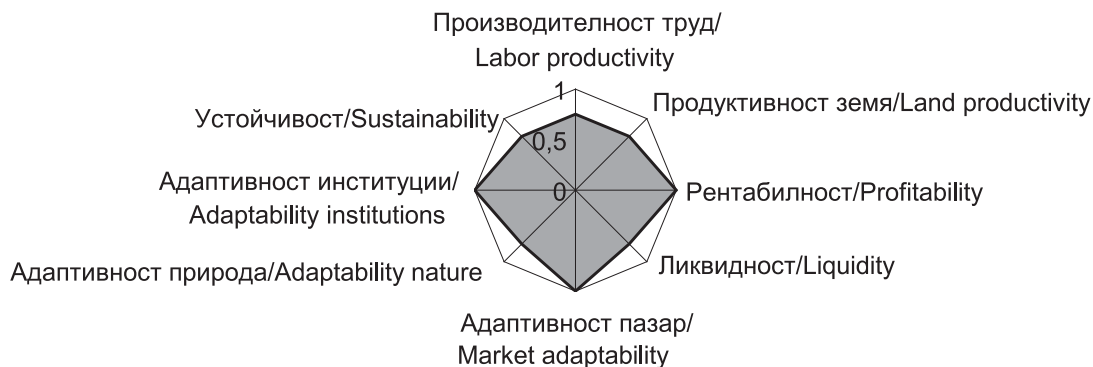 Производителност труд/
Labor productivity
1
Продуктивност земя/Land productivity
Устойчивост/Sustainability
0,5
Адаптивност институции/
Adaptability institutions
0
Рентабилност/Profitability
Адаптивност природа/Adaptability nature
Ликвидност/Liquidity
Адаптивност пазар/
Market adaptability